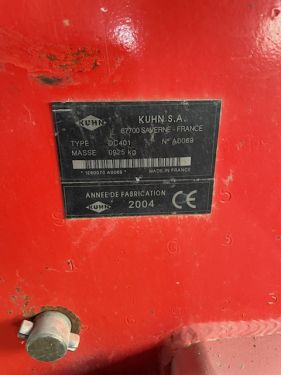 KUHN
KUHN S.A.
67700 SAVERNE - FRANCE
TYPE DC401 N° A0069
MASSE 0925 kg
MADE IN FRANCE
ANNEE DE FABRICATION
KUHN 2004 CE